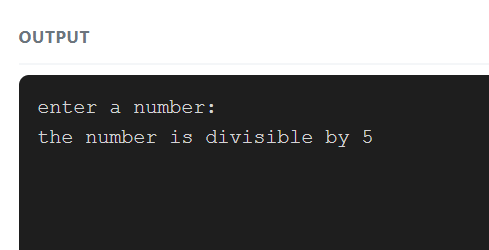 OUTPUT
enter a number:
the number is divisible by 5